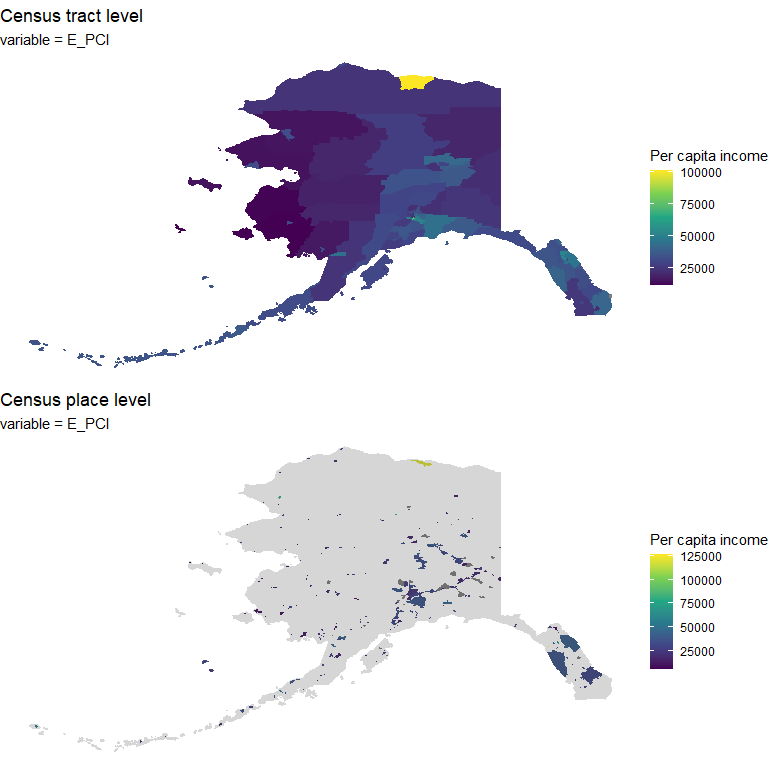 Census tract level
variable = E_PCI
Per capita income
100000
75000
50000
25000
Census place level
variable = E_PCI
Per capita income
125000
100000
75000
50000
25000